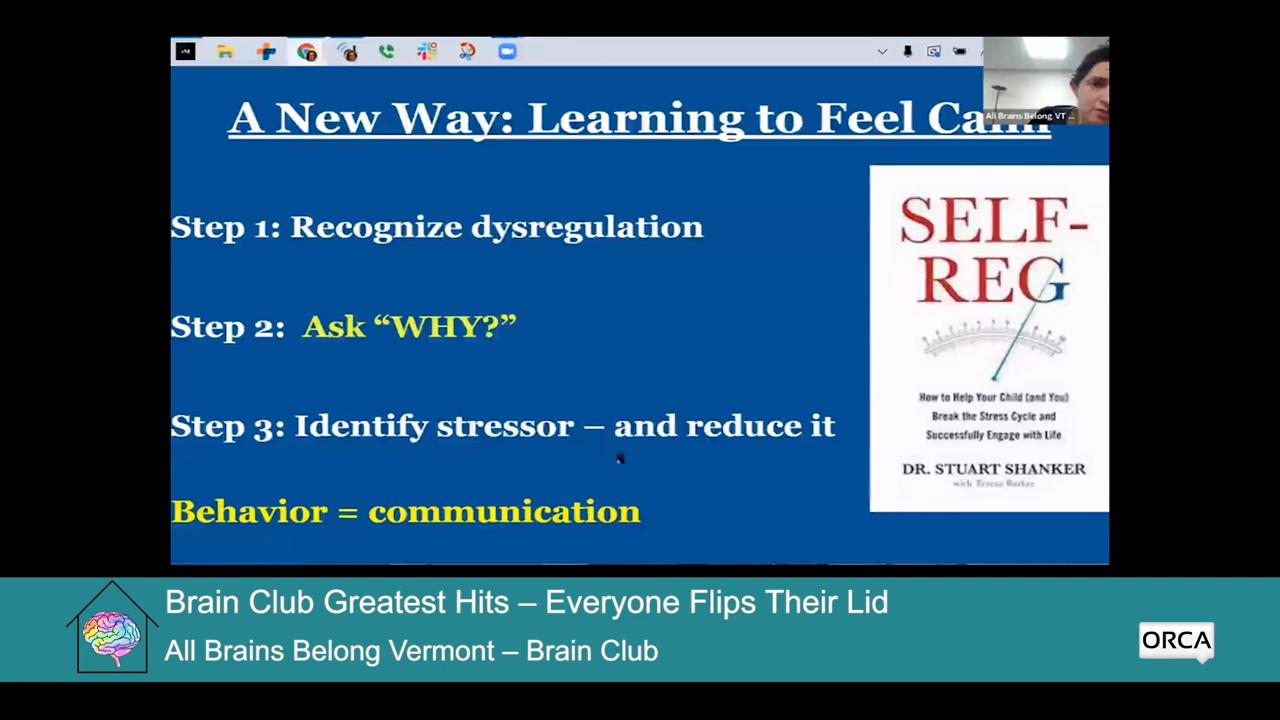 A New Way: Learning to Feel Calm
All Brains Belong VT ...
Step 1: Recognize dysregulation
Step 2: Ask “WHY?”
Step 3: Identify stressor – and reduce it
Behavior = communication
SELF-
REG
How to Help Your Child (and You)
Break the Stress Cycle and
Successfully Engage with Life
DR. STUART SHANKER
with Teresa Barker
Brain Club Greatest Hits – Everyone Flips Their Lid
All Brains Belong Vermont – Brain Club
ORCA